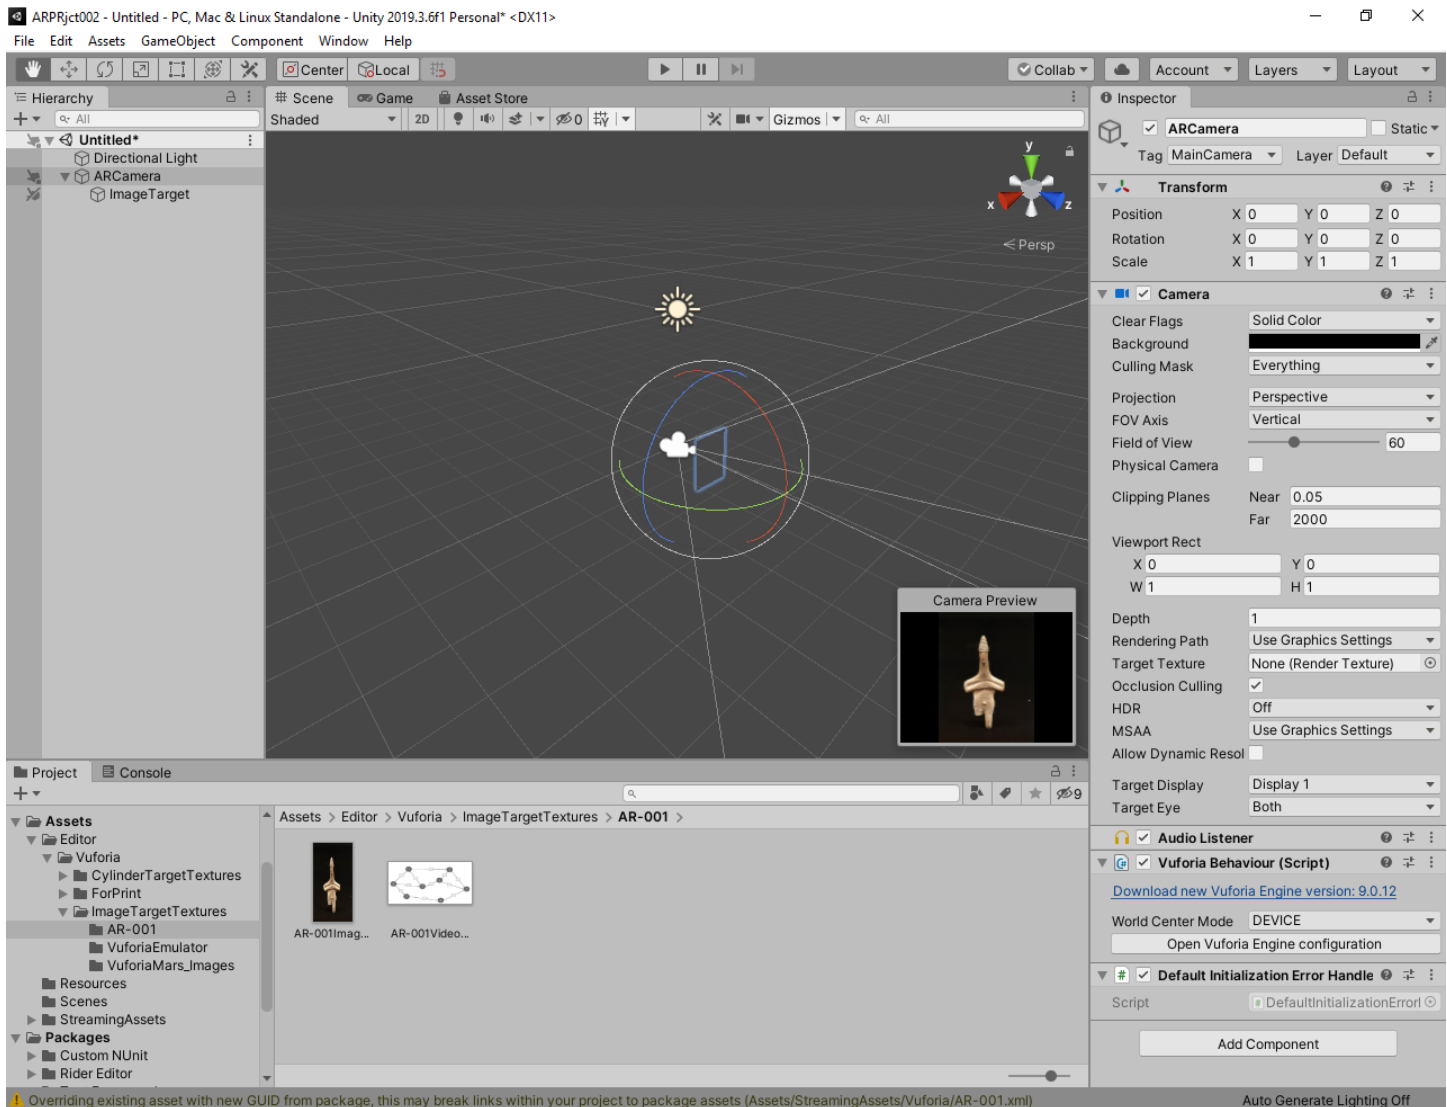 ARPRjct002 - Untitled - PC, Mac & Linux Standalone - Unity 2019.3.6f1 Personal* <DX11>
File Edit Assets GameObject Component Window Help
Center Local Collab Account Layers Layout
Hierarchy
All
Untitled*
Directional Light
ARCamera
ImageTarget
Scene Game Asset Store
Shaded 2D 0 Gizmos All
y
x z
Persp
Camera Preview
Inspector
ARCamera Static
Tag MainCamera Layer Default
Transform
Position X 0 Y 0 Z 0
Rotation X 0 Y 0 Z 0
Scale X 1 Y 1 Z 1
Camera
Clear Flags Solid Color
Background
Culling Mask Everything
Projection Perspective
FOV Axis Vertical
Field of View 60
Physical Camera
Clipping Planes Near 0.05
Far 2000
Viewport Rect
X 0 Y 0
W 1 H 1
Depth 1
Rendering Path Use Graphics Settings
Target Texture None (Render Texture)
Occlusion Culling
HDR Off
MSAA Use Graphics Settings
Allow Dynamic Resol
Target Display Display 1
Target Eye Both
Audio Listener
Vuforia Behaviour (Script)
Download new Vuforia Engine version: 9.0.12
World Center Mode DEVICE
Open Vuforia Engine configuration
# Default Initialization Error Handle
Script DefaultInitializationErrorl
Add Component
Project Console
9
Assets
Editor
Vuforia
CylinderTargetTextures
ForPrint
ImageTargetTextures
AR-001
VuforiaEmulator
VuforiaMars_Images
Resources
Scenes
StreamingAssets
Packages
Custom NUnit
Rider Editor
Assets > Editor > Vuforia > ImageTargetTextures > AR-001 >
AR-001Imag... AR-001Video...
Overriding existing asset with new GUID from package, this may break links within your project to package assets (Assets/StreamingAssets/Vuforia/AR-001.xml)
Auto Generate Lighting Off